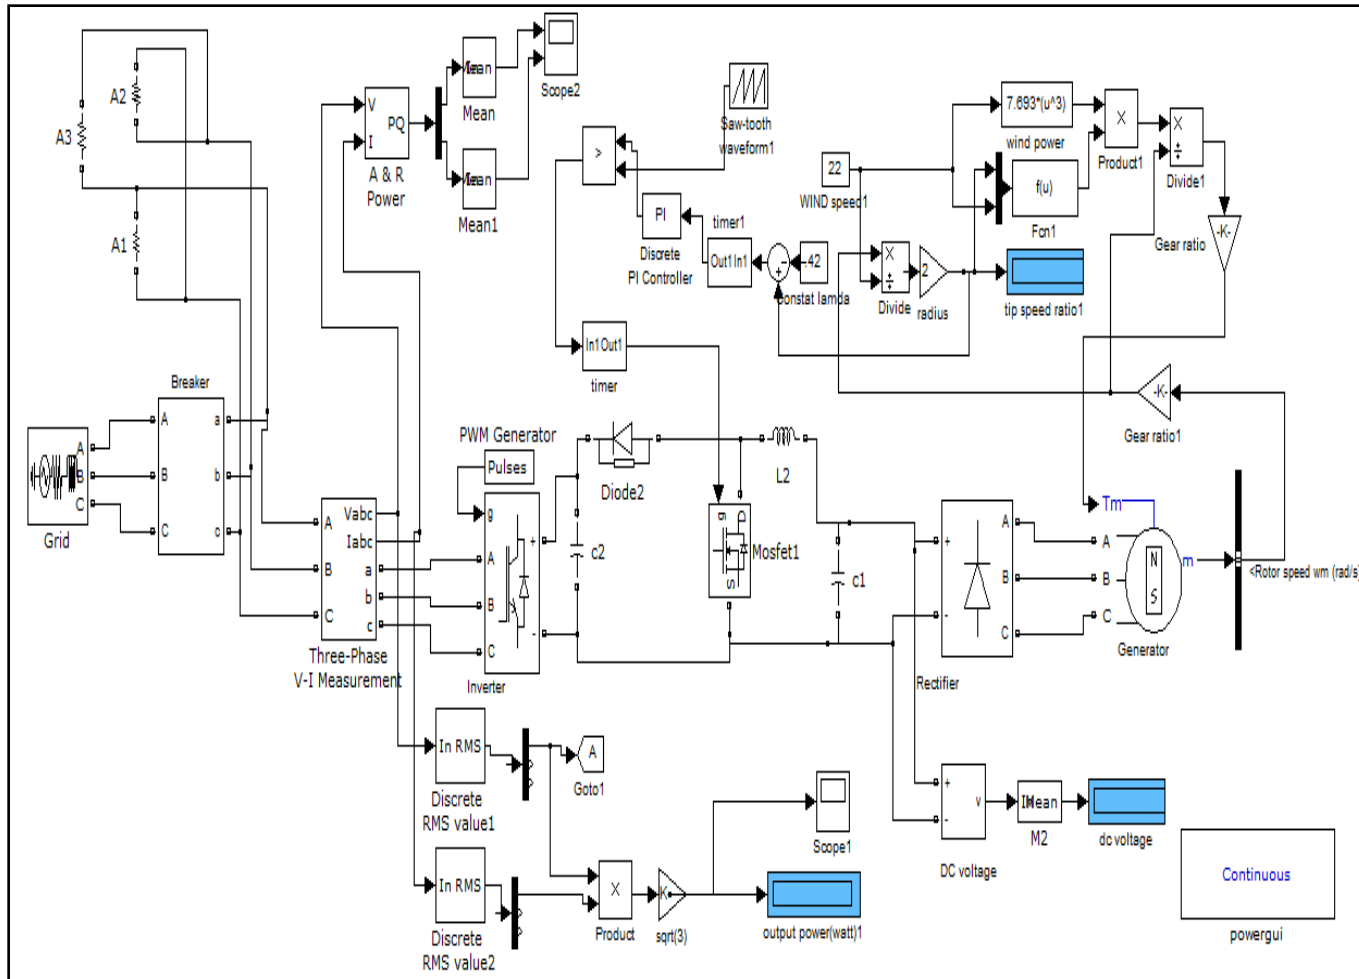 A2
A3
A1
V
I
PQ
A & R
Power
Mean
Mean
Mean
Mean1
Scope2
>
Saw-tooth
waveform1
PI
Discrete
PI Controller
timer1
Out1 In1
.42
constat lamda
22
WIND speed1
7.693*(u^3)
wind power
f(u)
Fcn1
×
Product1
×
÷
Divide1
-K-
Gear ratio
×
÷
Divide
2
radius
tip speed ratio1
In1 Out1
timer
-K-
Gear ratio1
Breaker
A
B
C
a
b
c
A
B
C
Grid
Vabc
Iabc
A
B
C
a
b
c
Three-Phase
V-I Measurement
PWM Generator
Pulses
g
A
B
C
+
-
Inverter
Diode2
c2
L2
g
D
S
Mosfet1
c1
+
-
A
B
C
Rectifier
Tm
A
B
C
N
S
m
Generator
<Rotor speed wm (rad/s)
In RMS
Discrete
RMS value1
A
Goto1
In RMS
Discrete
RMS value2
×
Product
K
sqrt(3)
Scope1
output power(watt)1
+
-
v
DC voltage
Mean
M2
dc voltage
Continuous
powergui